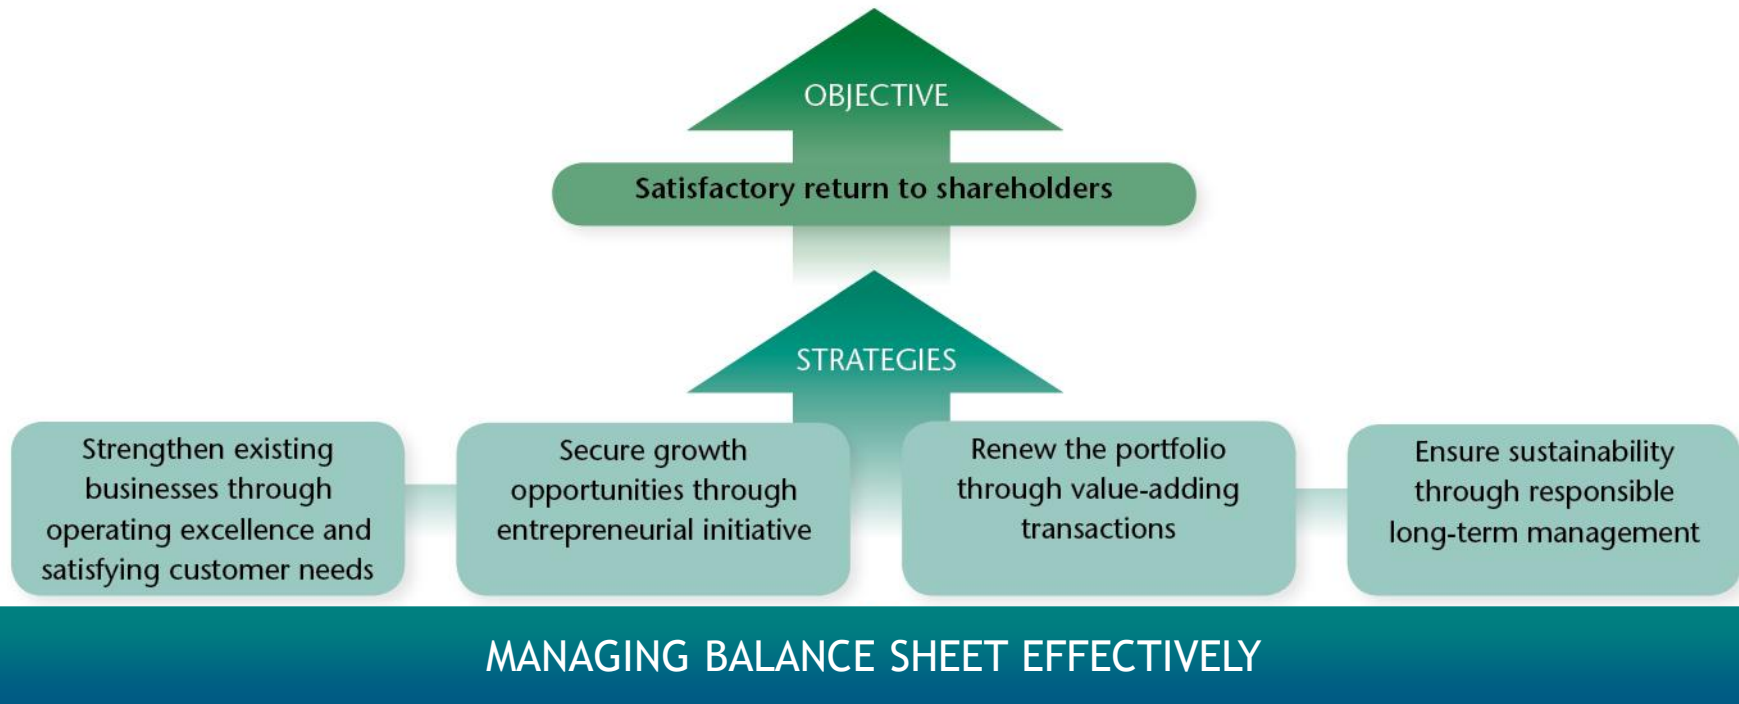 OBJECTIVE
Satisfactory return to shareholders
STRATEGIES
Strengthen existing
businesses through
operating excellence and
satisfying customer needs
Secure growth
opportunities through
entrepreneurial initiative
Renew the portfolio
through value-adding
transactions
Ensure sustainability
through responsible
long-term management
MANAGING BALANCE SHEET EFFECTIVELY